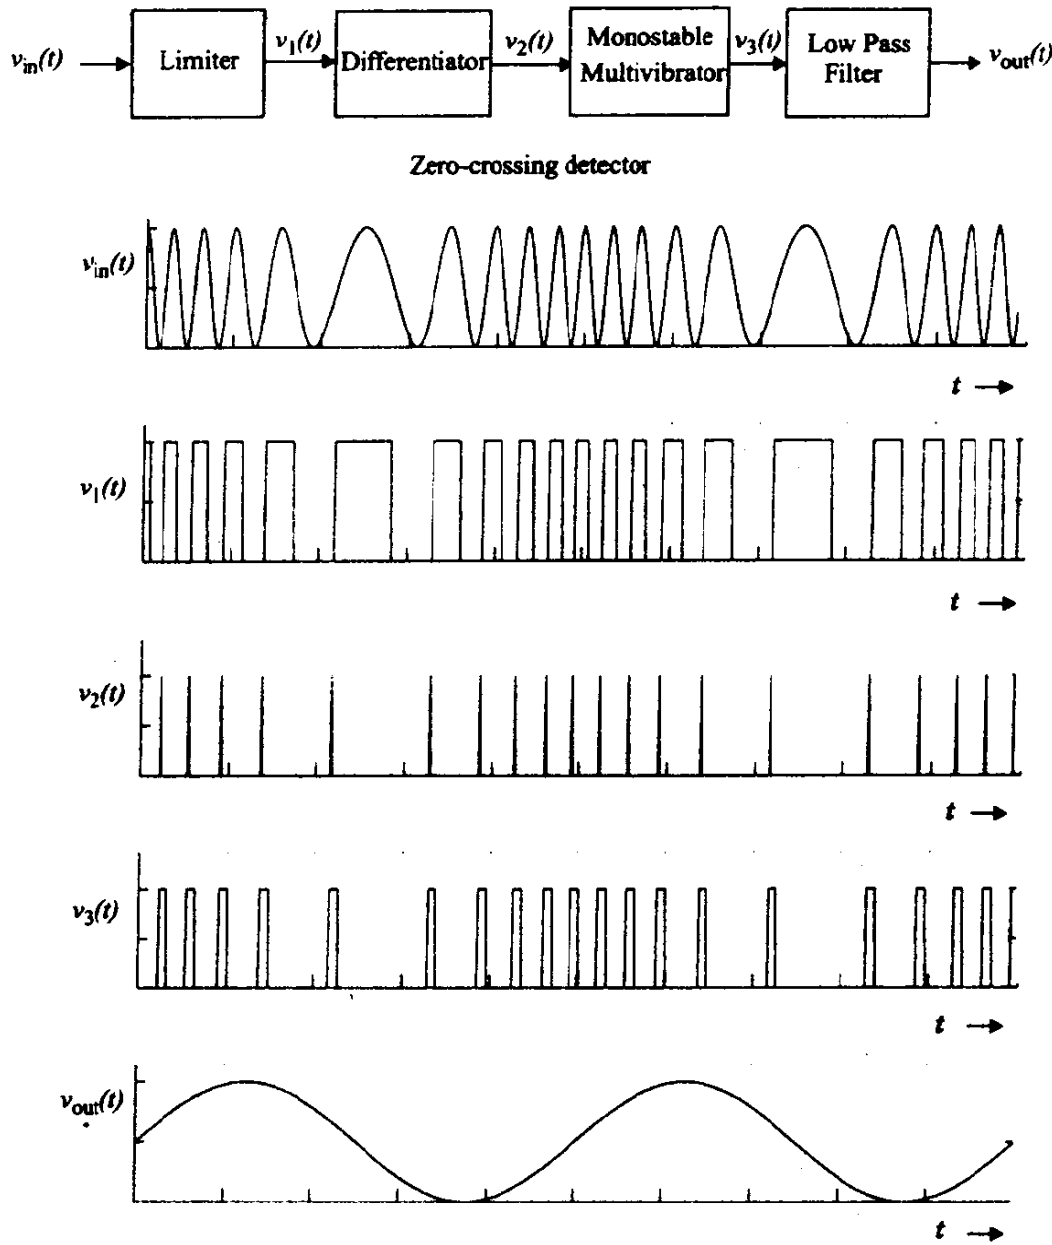 v_in(t) Limiter v_1(t) Differentiator v_2(t) Monostable Multivibrator v_3(t) Low Pass Filter v_out(t)
Zero-crossing detector
v_in(t)
t
v_1(t)
t
v_2(t)
t
v_3(t)
t
v_out(t)
t